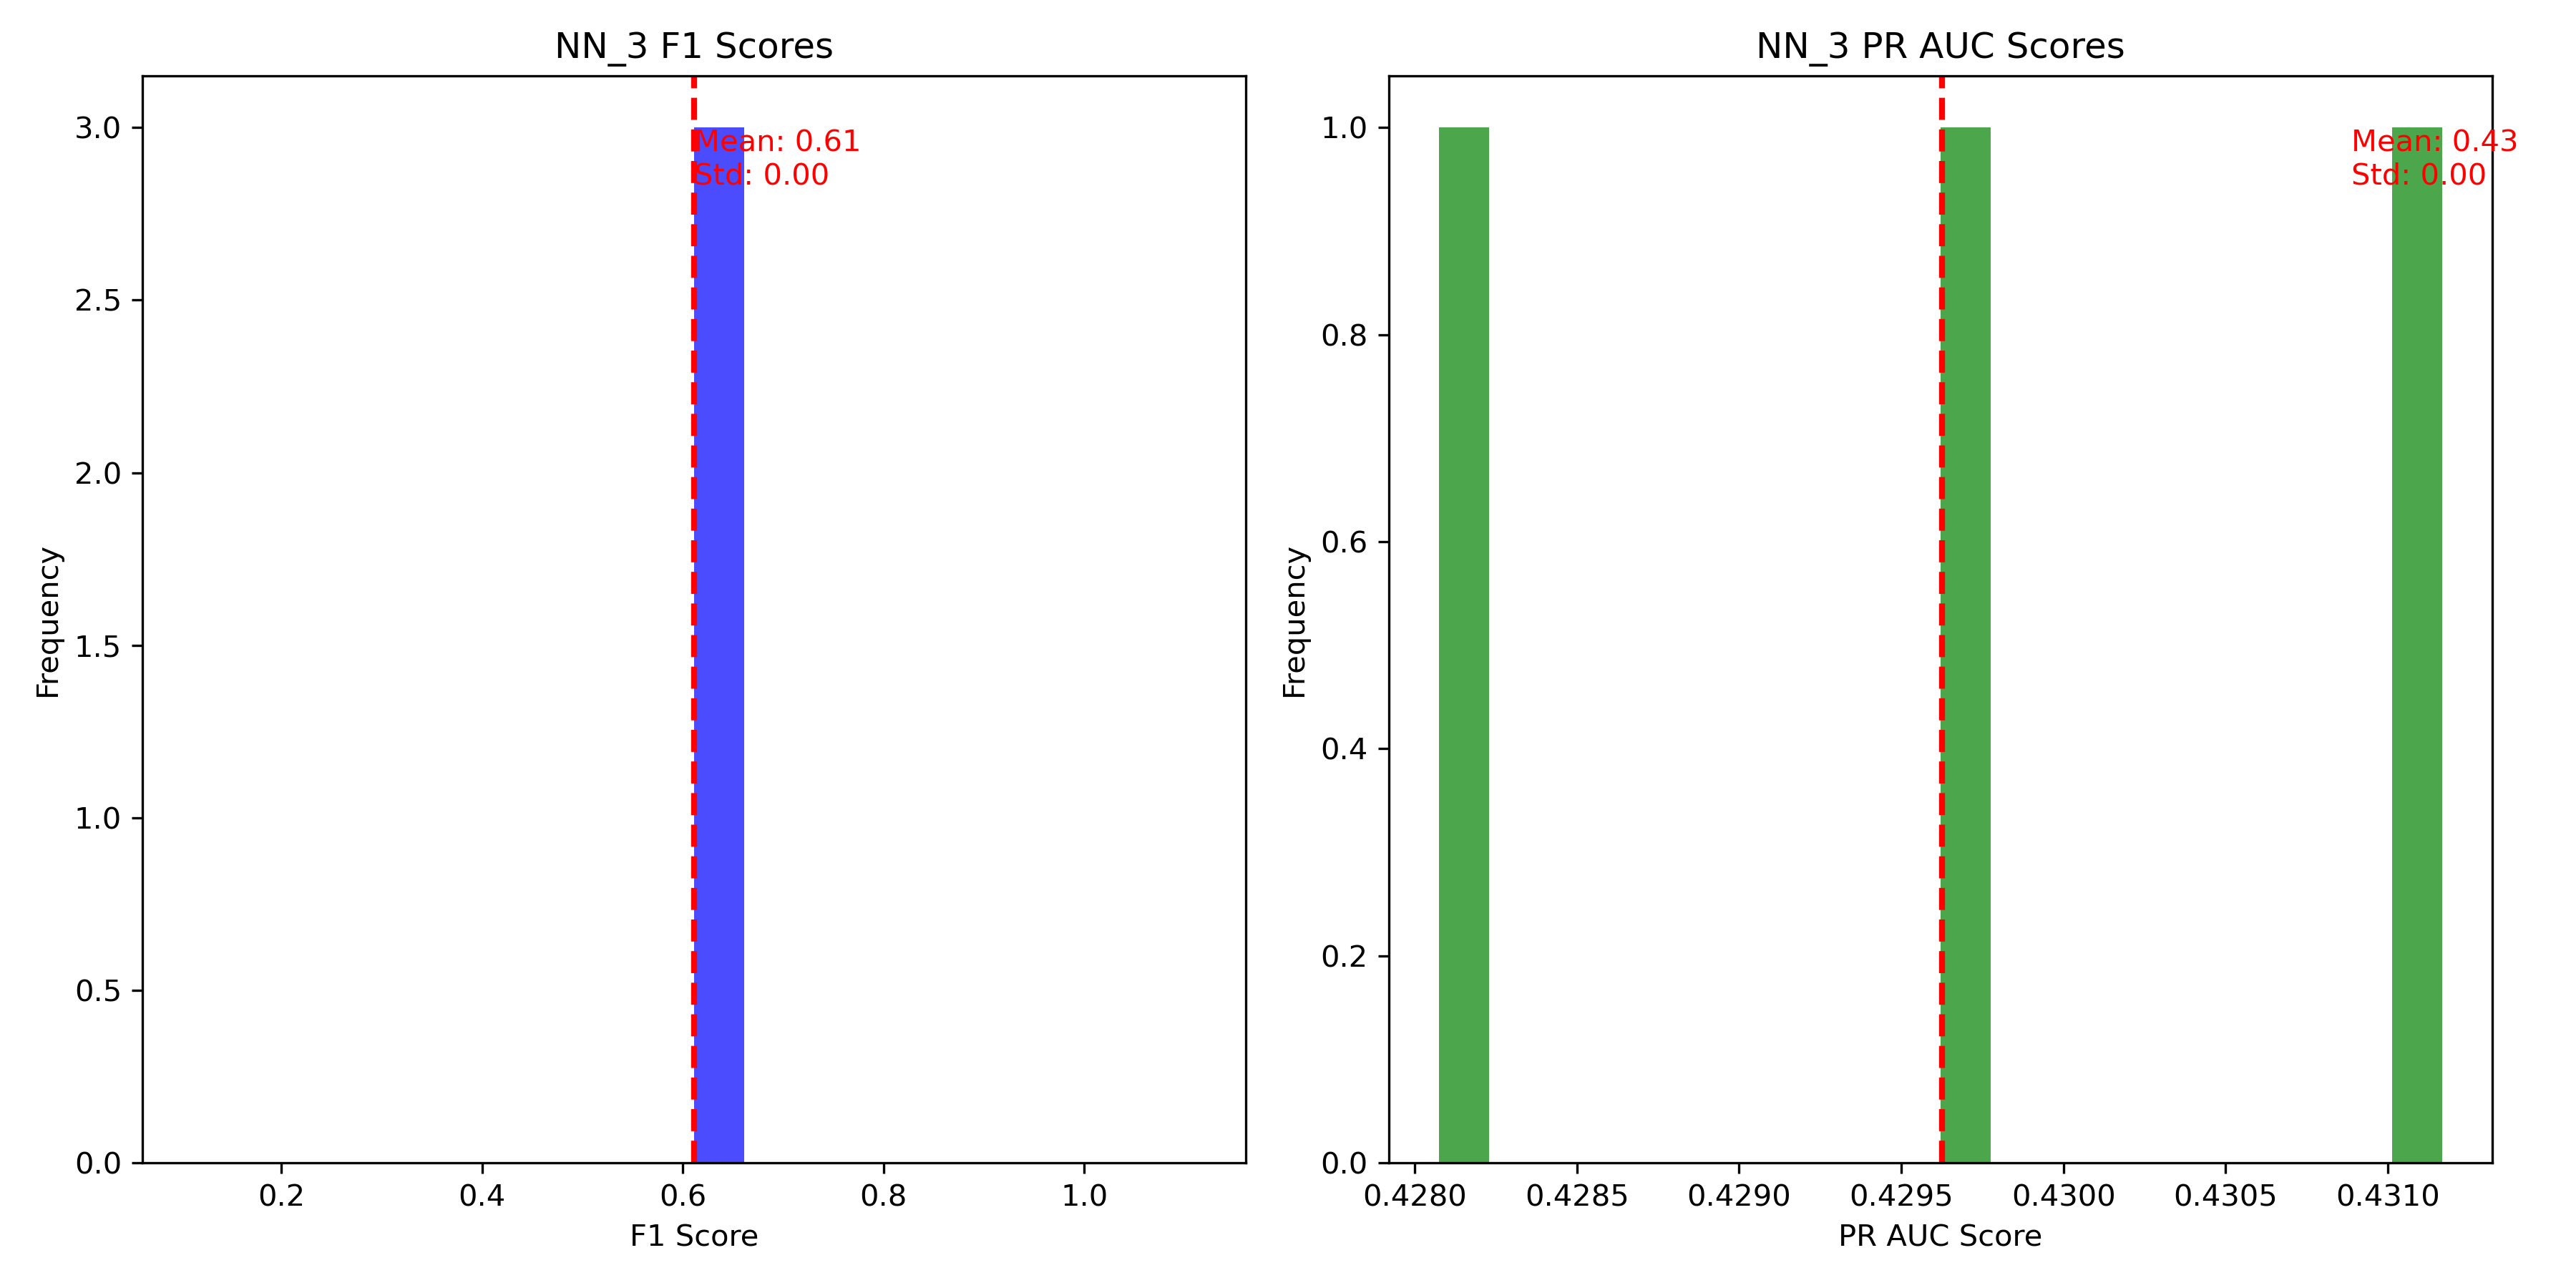 NN_3 F1 Scores
3.0
2.5
2.0
1.5
1.0
0.5
0.0
Frequency
Mean: 0.61
Std: 0.00
0.2 0.4 0.6 0.8 1.0
F1 Score
NN_3 PR AUC Scores
1.0
0.8
0.6
0.4
0.2
0.0
Frequency
Mean: 0.43
Std: 0.00
0.4280 0.4285 0.4290 0.4295 0.4300 0.4305 0.4310
PR AUC Score